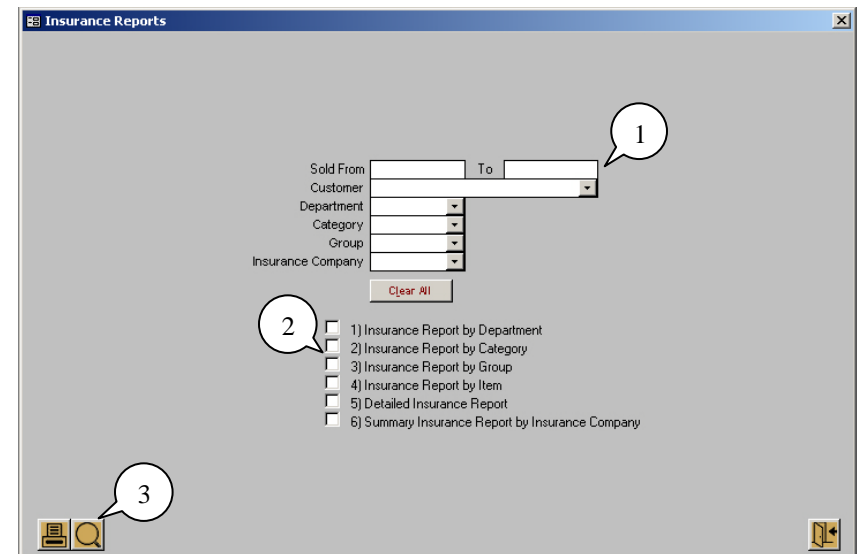 Insurance Reports
1
Sold From To
Customer
Department
Category
Group
Insurance Company
Clear All
2
1) Insurance Report by Department
2) Insurance Report by Category
3) Insurance Report by Group
4) Insurance Report by Item
5) Detailed Insurance Report
6) Summary Insurance Report by Insurance Company
3